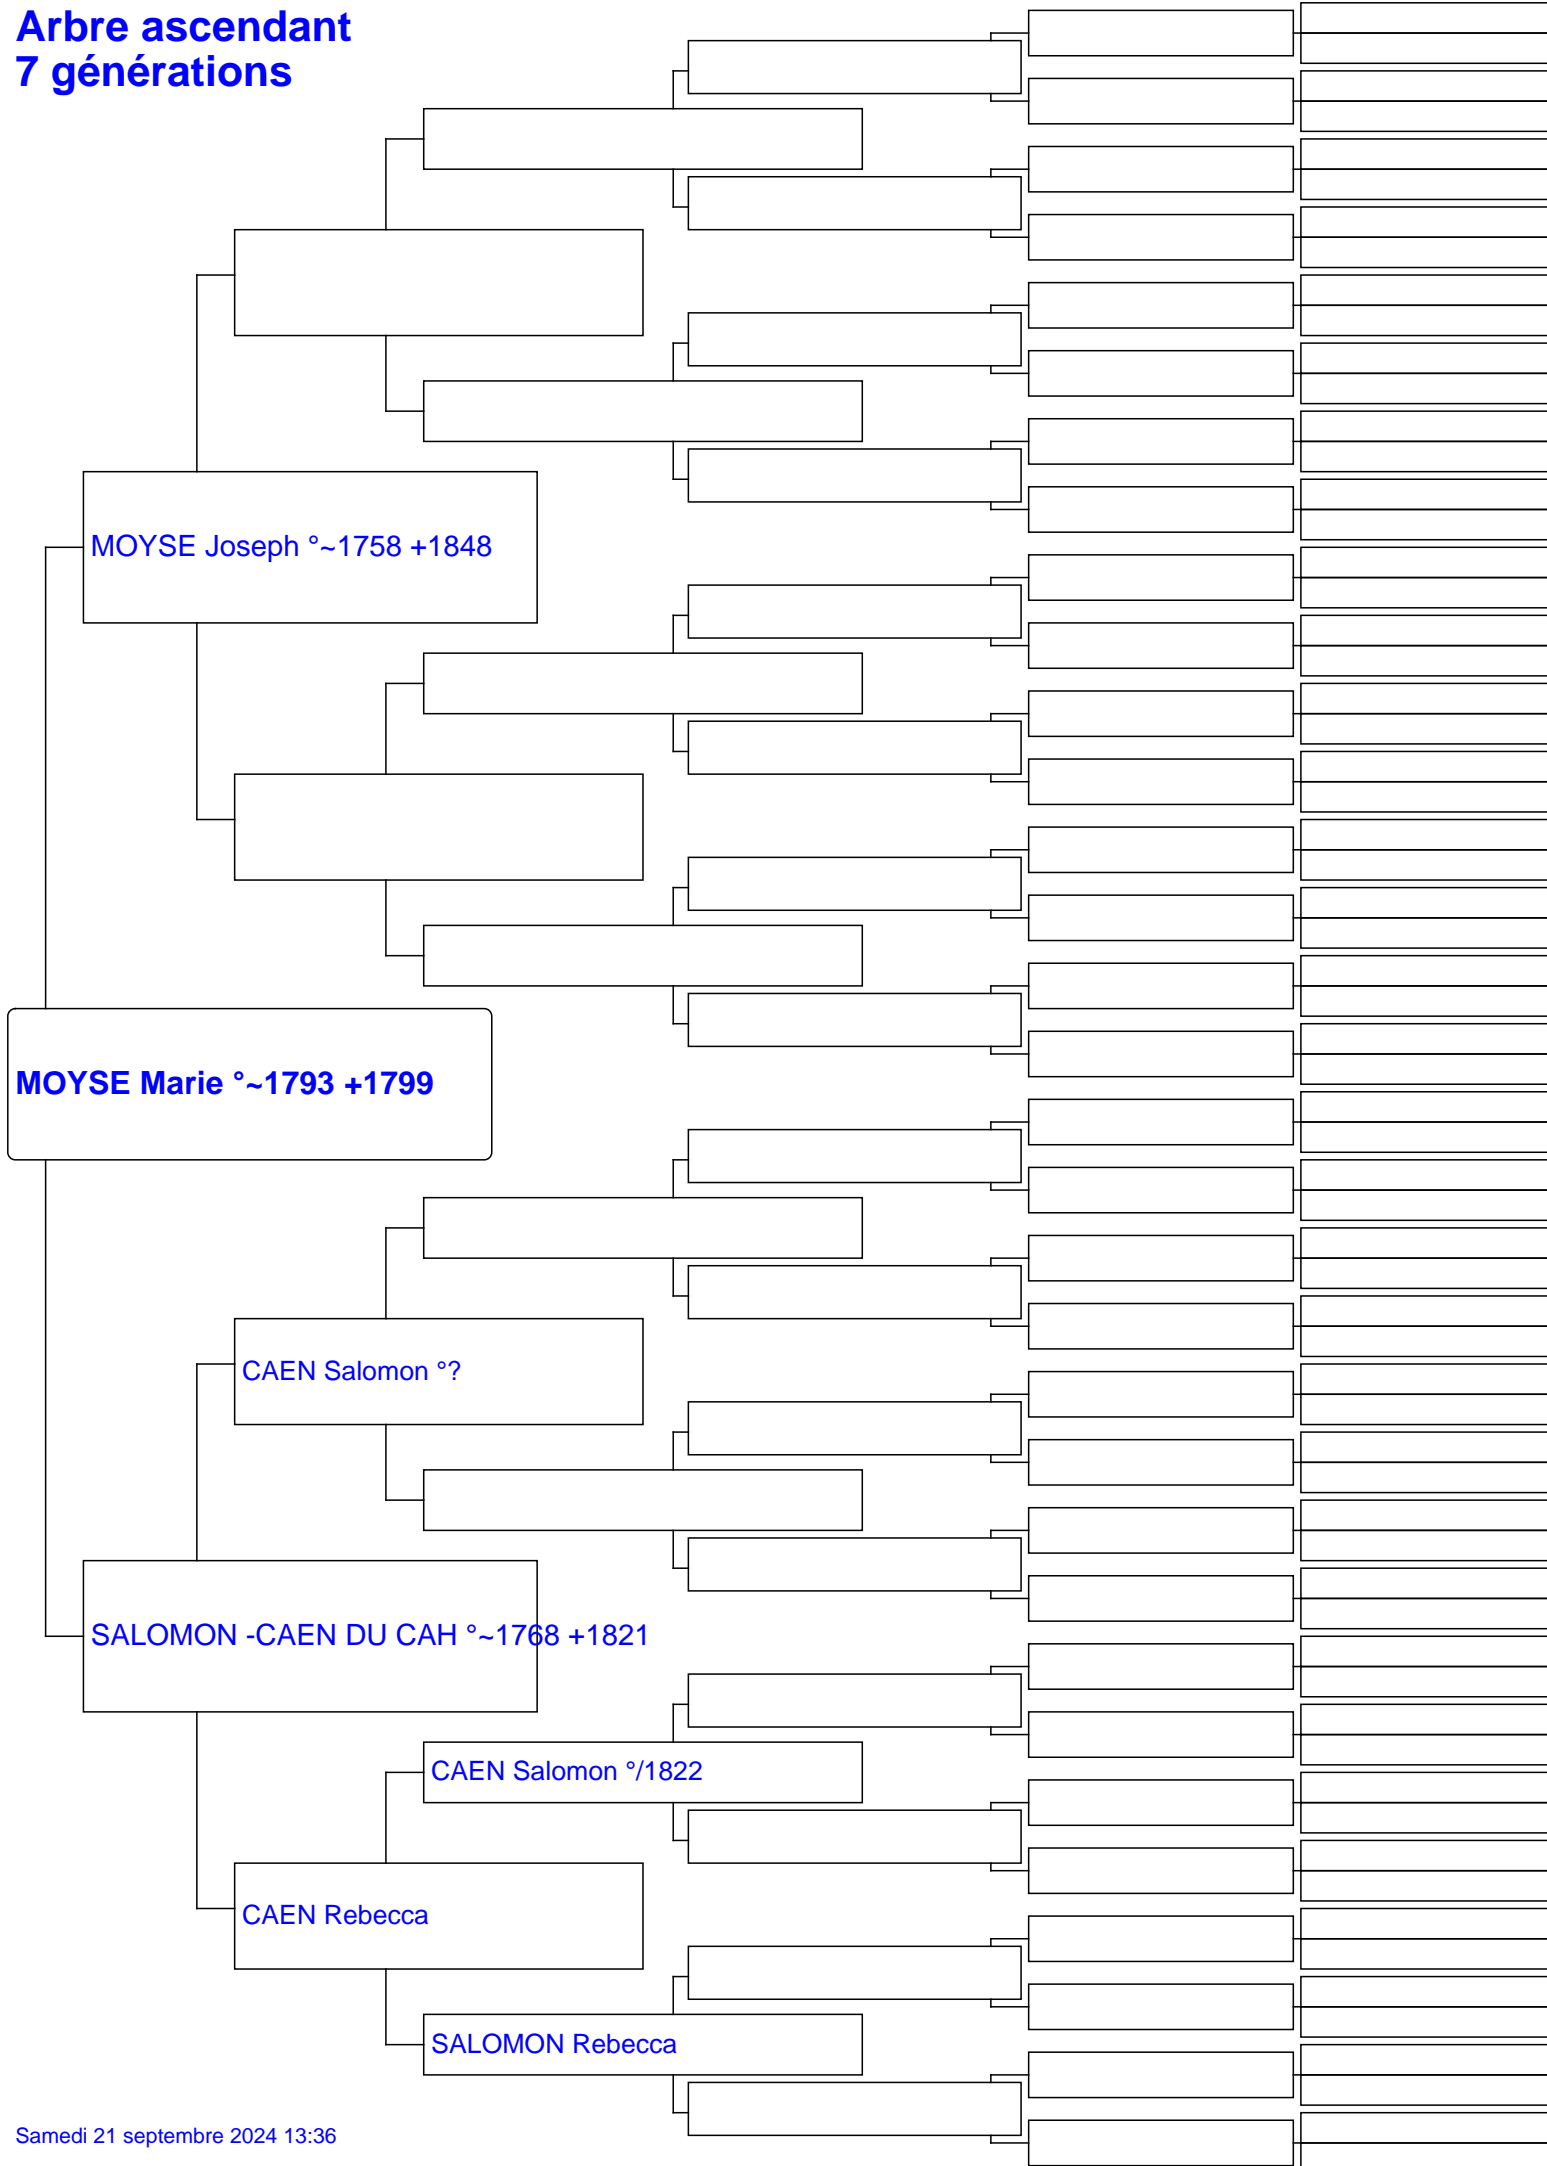 Arbre ascendant
7 générations
MOYSE Joseph °~1758 +1848
MOYSE Marie °~1793 +1799
CAEN Salomon °?
SALOMON -CAEN DU CAH °~1768 +1821
CAEN Salomon °/1822
CAEN Rebecca
SALOMON Rebecca
Samedi 21 septembre 2024 13:36